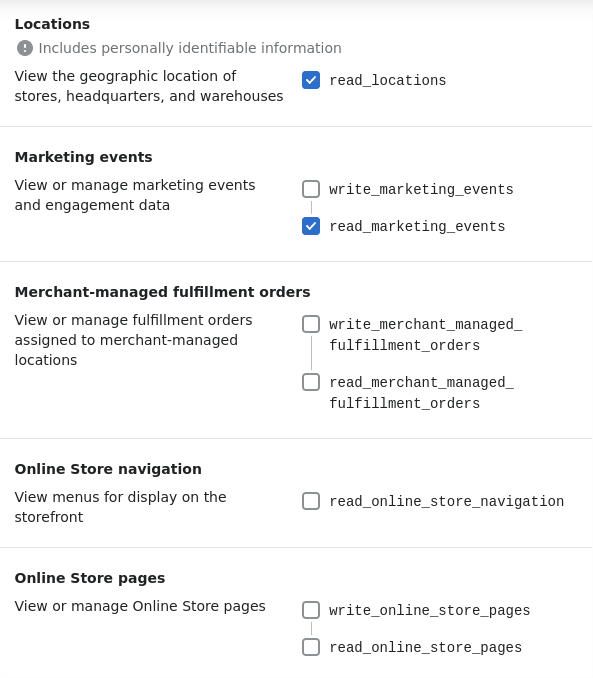 Locations
Includes personally identifiable information
View the geographic location of
stores, headquarters, and warehouses
read_locations
Marketing events
View or manage marketing events
and engagement data
write_marketing_events
read_marketing_events
Merchant-managed fulfillment orders
View or manage fulfillment orders
assigned to merchant-managed
locations
write_merchant_managed_
fulfillment_orders
read_merchant_managed_
fulfillment_orders
Online Store navigation
View menus for display on the
storefront
read_online_store_navigation
Online Store pages
View or manage Online Store pages
write_online_store_pages
read_online_store_pages